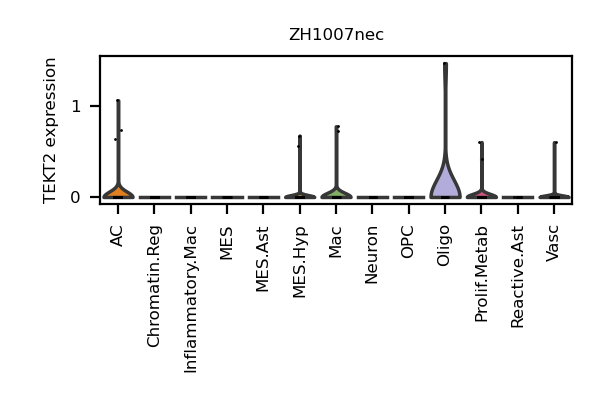 ZH1007nec
TEKT2 expression
1
0
AC
Chromatin.Reg
Inflammatory.Mac
MES
MES.Ast
MES.Hyp
Mac
Neuron
OPC
Oligo
Prolif.Metab
Reactive.Ast
Vasc